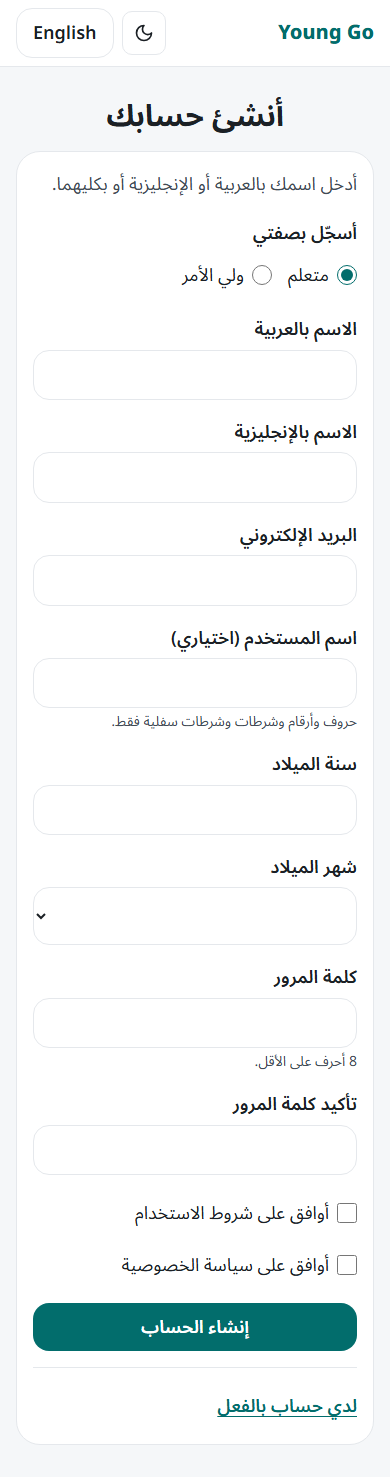 Young Go
English
أنشئ حسابك
أدخل اسمك بالعربية أو الإنجليزية أو بكليهما.
أسجّل بصفتي
متعلم
ولي الأمر
الاسم بالعربية
الاسم بالإنجليزية
البريد الإلكتروني
اسم المستخدم (اختياري)
حروف وأرقام وشرطات وشرطات سفلية فقط.
سنة الميلاد
شهر الميلاد
كلمة المرور
8 أحرف على الأقل.
تأكيد كلمة المرور
أوافق على شروط الاستخدام
أوافق على سياسة الخصوصية
إنشاء الحساب
لدي حساب بالفعل